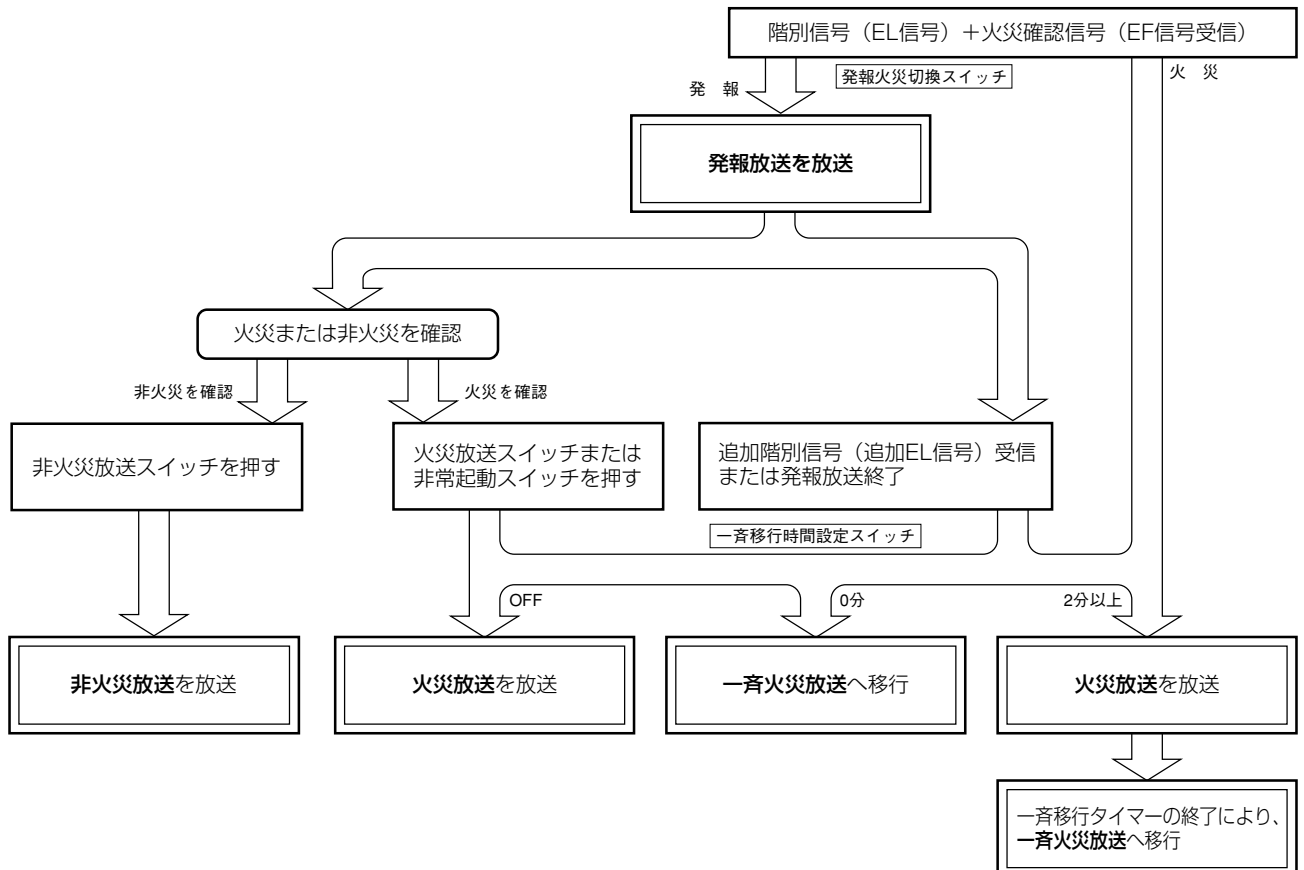 階別信号（EL信号）＋火災確認信号（EF信号受信）
発報火災切換スイッチ
発　報
火　災
発報放送を放送
火災または非火災を確認
非火災を確認
火災を確認
非火災放送スイッチを押す
火災放送スイッチまたは
非常起動スイッチを押す
追加階別信号（追加EL信号）受信
または発報放送終了
一斉移行時間設定スイッチ
OFF
0分
2分以上
非火災放送を放送
火災放送を放送
一斉火災放送へ移行
火災放送を放送
一斉移行タイマーの終了により、
一斉火災放送へ移行